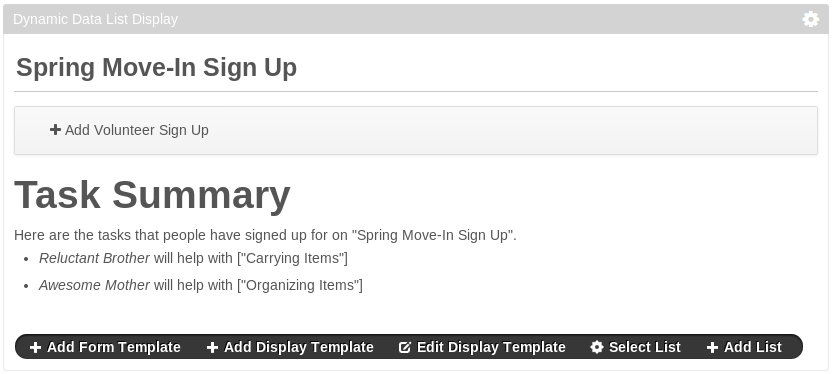 Dynamic Data List Display
Spring Move-In Sign Up
Add Volunteer Sign Up
Task Summary
Here are the tasks that people have signed up for on "Spring Move-In Sign Up".
Reluctant Brother will help with ["Carrying Items"]
Awesome Mother will help with ["Organizing Items"]
Add Form Template Add Display Template Edit Display Template Select List Add List